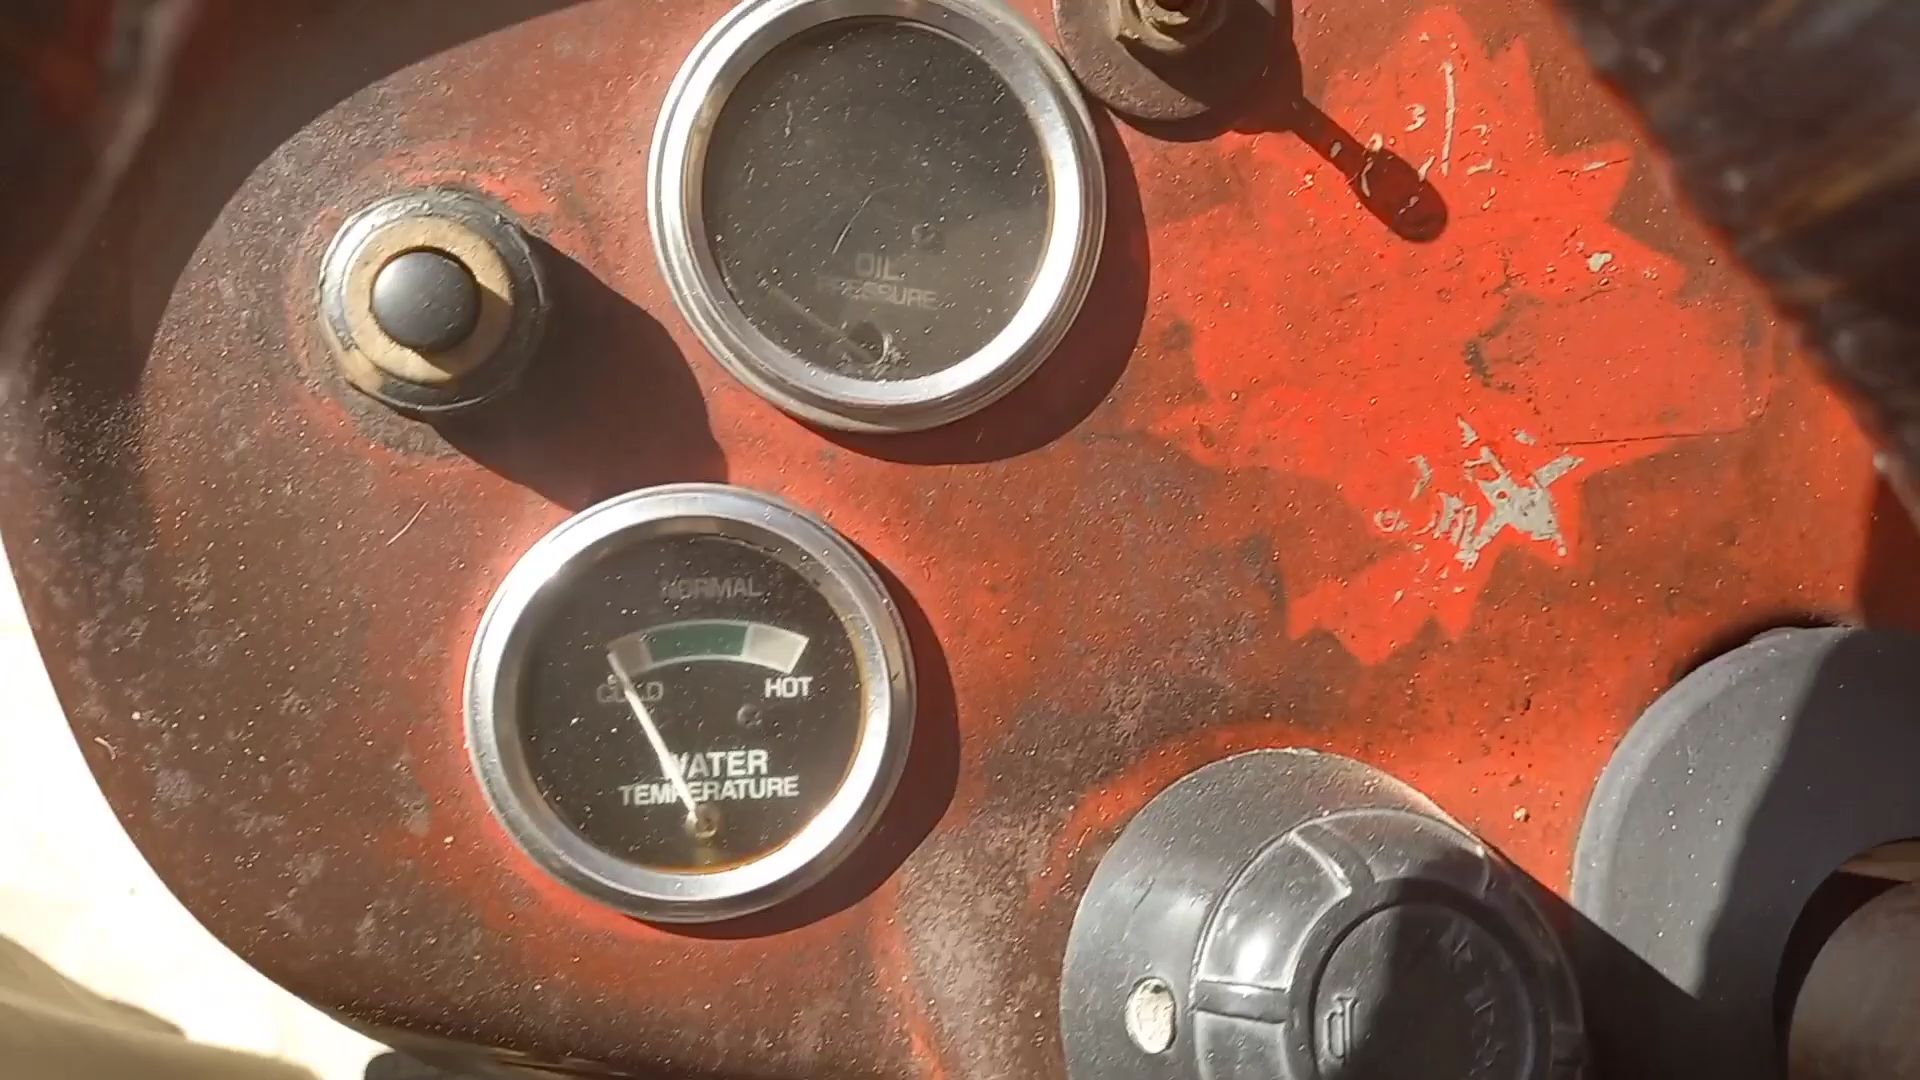 OIL
PRESSURE
NORMAL
COLD
HOT
WATER
TEMPERATURE